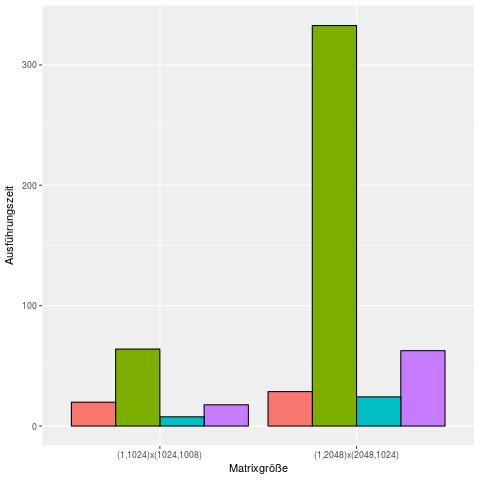 300
200
100
0
Ausführungszeit
(1,1024)x(1024,1008)
(1,2048)x(2048,1024)
Matrixgröße